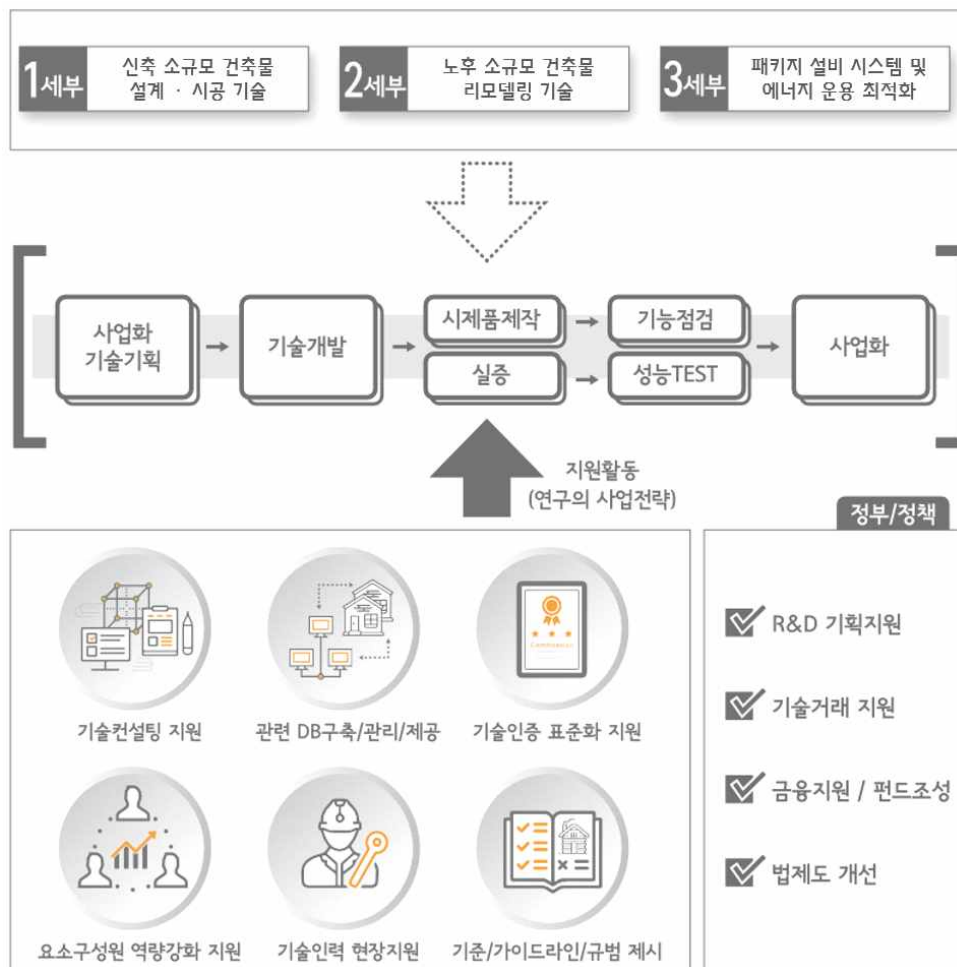 1세부
신축 소규모 건축물
설계 · 시공 기술
2세부
노후 소규모 건축물
리모델링 기술
3세부
패키지 설비 시스템 및
에너지 운용 최적화
사업화
기술기획
기술개발
시제품제작
기능점검
실증
성능TEST
사업화
지원활동
(연구의 사업전략)
정부/정책
기술컨설팅 지원
관련 DB구축/관리/제공
기술인증 표준화 지원
요소구성원 역량강화 지원
기술인력 현장지원
기준/가이드라인/규범 제시
R&D 기획지원
기술거래 지원
금융지원 / 펀드조성
법제도 개선